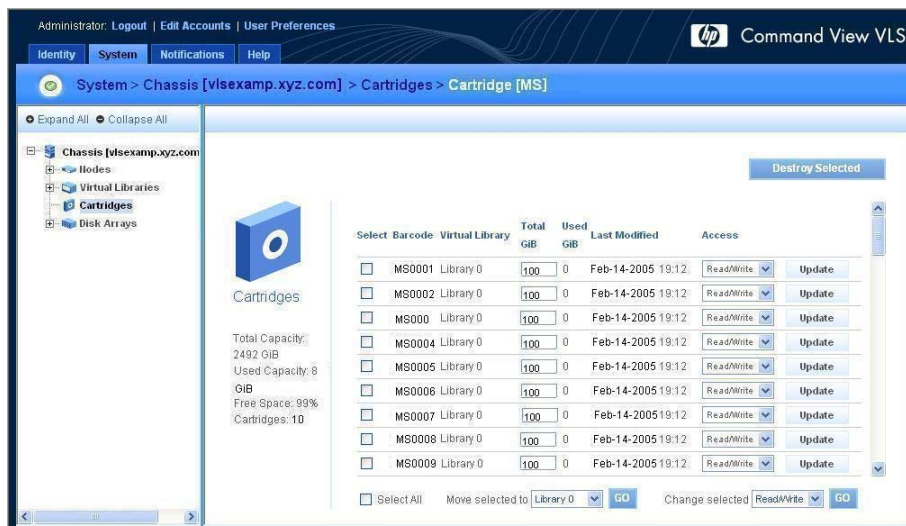 Administrator: Logout | Edit Accounts | User Preferences
hp Command View VLS
Identity System Notifications Help
System > Chassis [vlsexamp.xyz.com] > Cartridges > Cartridge [MS]
Expand All Collapse All
Chassis [vlsexamp.xyz.com
Nodes
Virtual Libraries
Cartridges
Disk Arrays
Destroy Selected
Cartridges
Total Capacity:
2492 GiB
Used Capacity: 8
GiB
Free Space: 99%
Cartridges: 10
Select Barcode Virtual Library Total GiB Used GiB Last Modified Access
MS0001 Library 0 100 0 Feb-14-2005 19:12 Read/Write Update
MS0002 Library 0 100 0 Feb-14-2005 19:12 Read/Write Update
MS000 Library 0 100 0 Feb-14-2005 19:12 Read/Write Update
MS0004 Library 0 100 0 Feb-14-2005 19:12 Read/Write Update
MS0005 Library 0 100 0 Feb-14-2005 19:12 Read/Write Update
MS0006 Library 0 100 0 Feb-14-2005 19:12 Read/Write Update
MS0007 Library 0 100 0 Feb-14-2005 19:12 Read/Write Update
MS0008 Library 0 100 0 Feb-14-2005 19:12 Read/Write Update
MS0009 Library 0 100 0 Feb-14-2005 19:12 Read/Write Update
Select All Move selected to Library 0 GO Change selected Read/Write GO